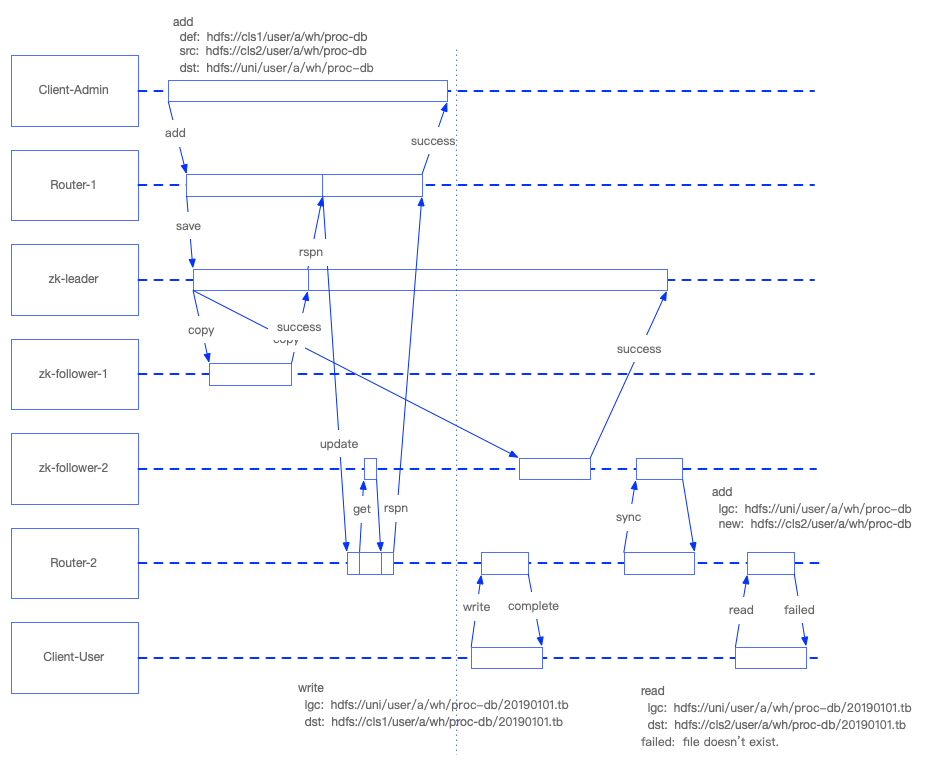 add
def: hdfs://cls1/user/a/wh/proc-db
src: hdfs://cls2/user/a/wh/proc-db
dst: hdfs://uni/user/a/wh/proc-db
Client-Admin
add
success
Router-1
save
rspn
zk-leader
copy
success
copy
success
zk-follower-1
update
zk-follower-2
get
rspn
sync
add
lgc: hdfs://uni/user/a/wh/proc-db
new: hdfs://cls2/user/a/wh/proc-db
Router-2
write
complete
read
failed
Client-User
write
lgc: hdfs://uni/user/a/wh/proc-db/20190101.tb
dst: hdfs://cls1/user/a/wh/proc-db/20190101.tb
read
lgc: hdfs://uni/user/a/wh/proc-db/20190101.tb
dst: hdfs://cls2/user/a/wh/proc-db/20190101.tb
failed: file doesn't exist.